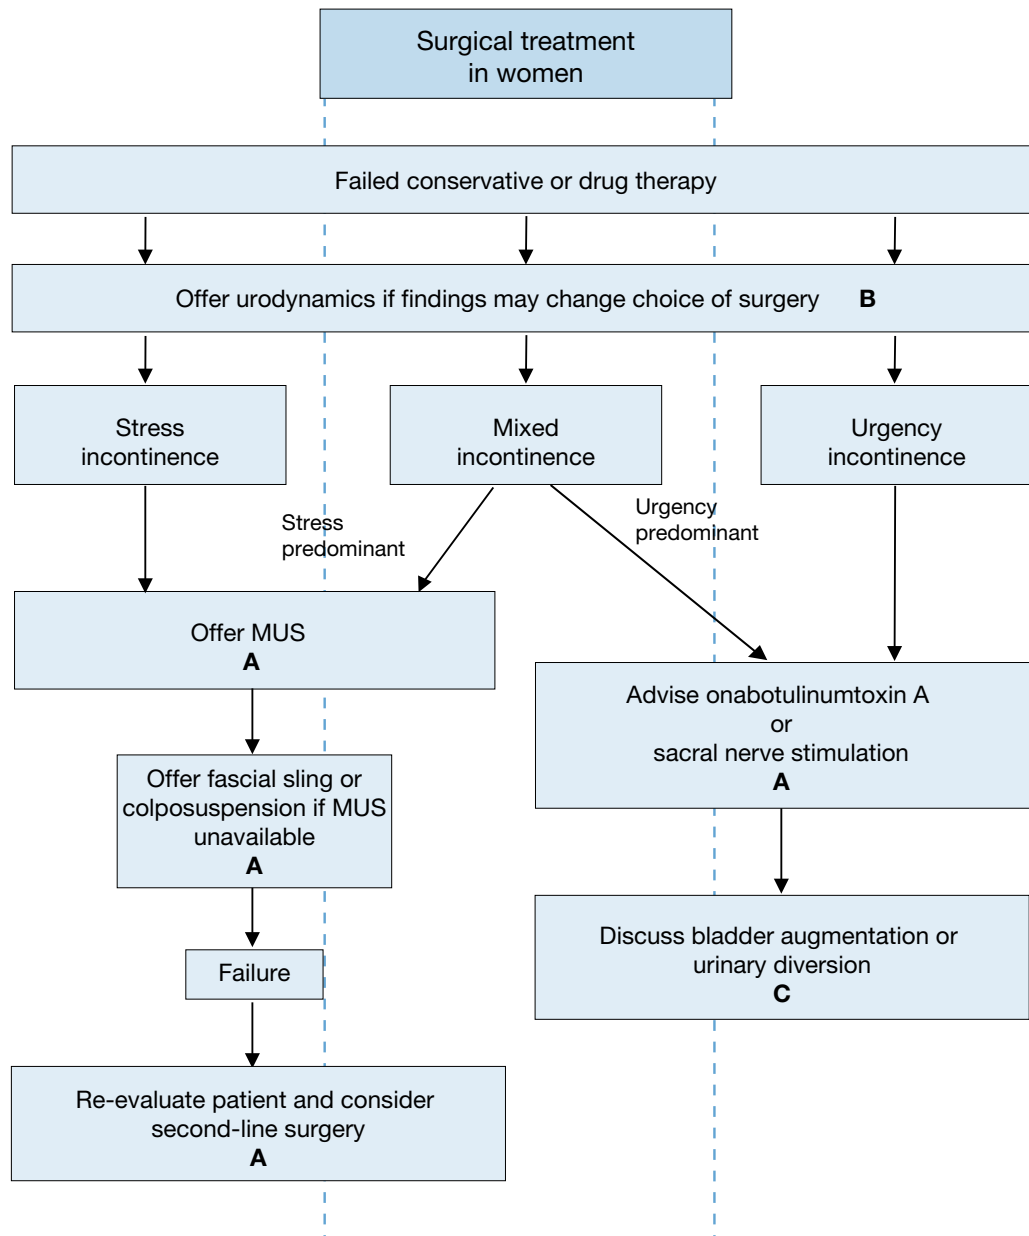 Surgical treatment
in women
Failed conservative or drug therapy
Offer urodynamics if findings may change choice of surgery B
Stress
incontinence
Mixed
incontinence
Urgency
incontinence
Stress
predominant
Urgency
predominant
Offer MUS
A
Advise onabotulinumtoxin A
or
sacral nerve stimulation
A
Offer fascial sling or
colposuspension if MUS
unavailable
A
Discuss bladder augmentation or
urinary diversion
C
Failure
Re-evaluate patient and consider
second-line surgery
A